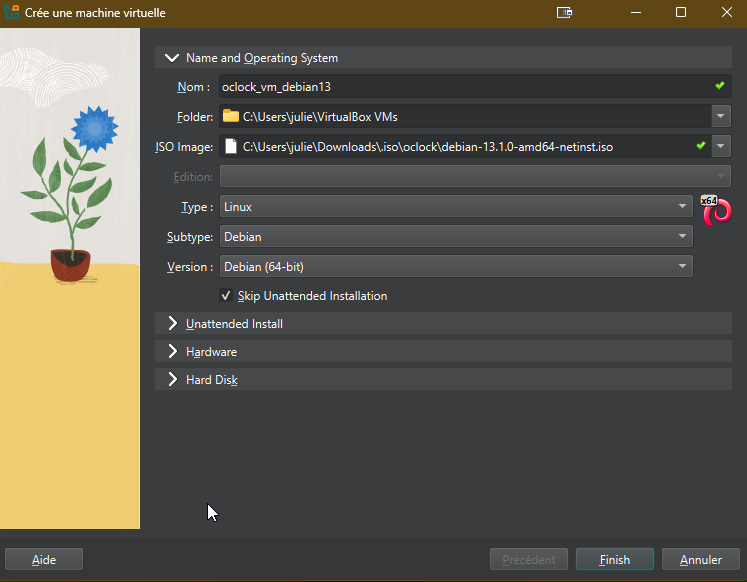 Crée une machine virtuelle
Name and Operating System
Nom : oclock_vm_debian13
Folder: C:\Users\julie\VirtualBox VMs
ISO Image: C:\Users\julie\Downloads\.iso\oclock\debian-13.1.0-amd64-netinst.iso
Edition:
Type : Linux
x64
Subtype: Debian
Version : Debian (64-bit)
Skip Unattended Installation
Unattended Install
Hardware
Hard Disk
Aide Précédent Finish Annuler